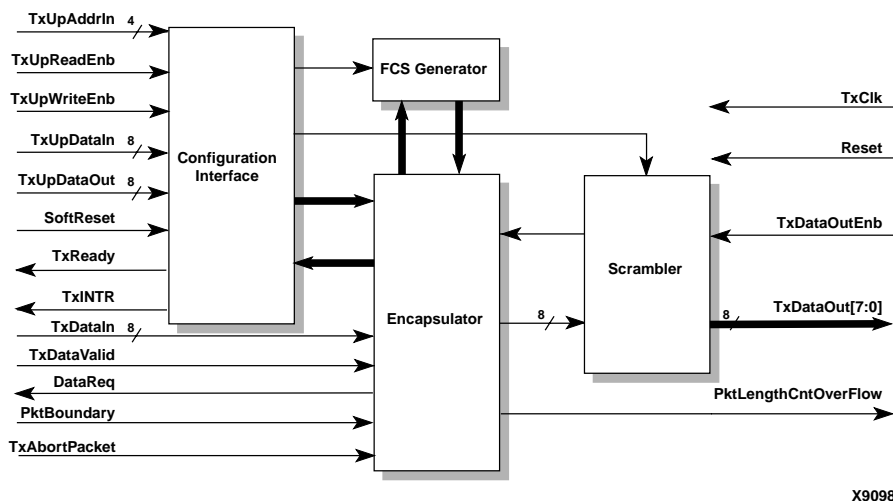 TxUpAddrIn 4
TxUpReadEnb
TxUpWriteEnb
TxUpDataIn 8
TxUpDataOut 8
SoftReset
TxReady
TxINTR
TxDataIn 8
TxDataValid
DataReq
PktBoundary
TxAbortPacket
Configuration
Interface
FCS Generator
Encapsulator
8
Scrambler
TxClk
Reset
TxDataOutEnb
TxDataOut[7:0]
8
PktLengthCntOverFlow
X9098